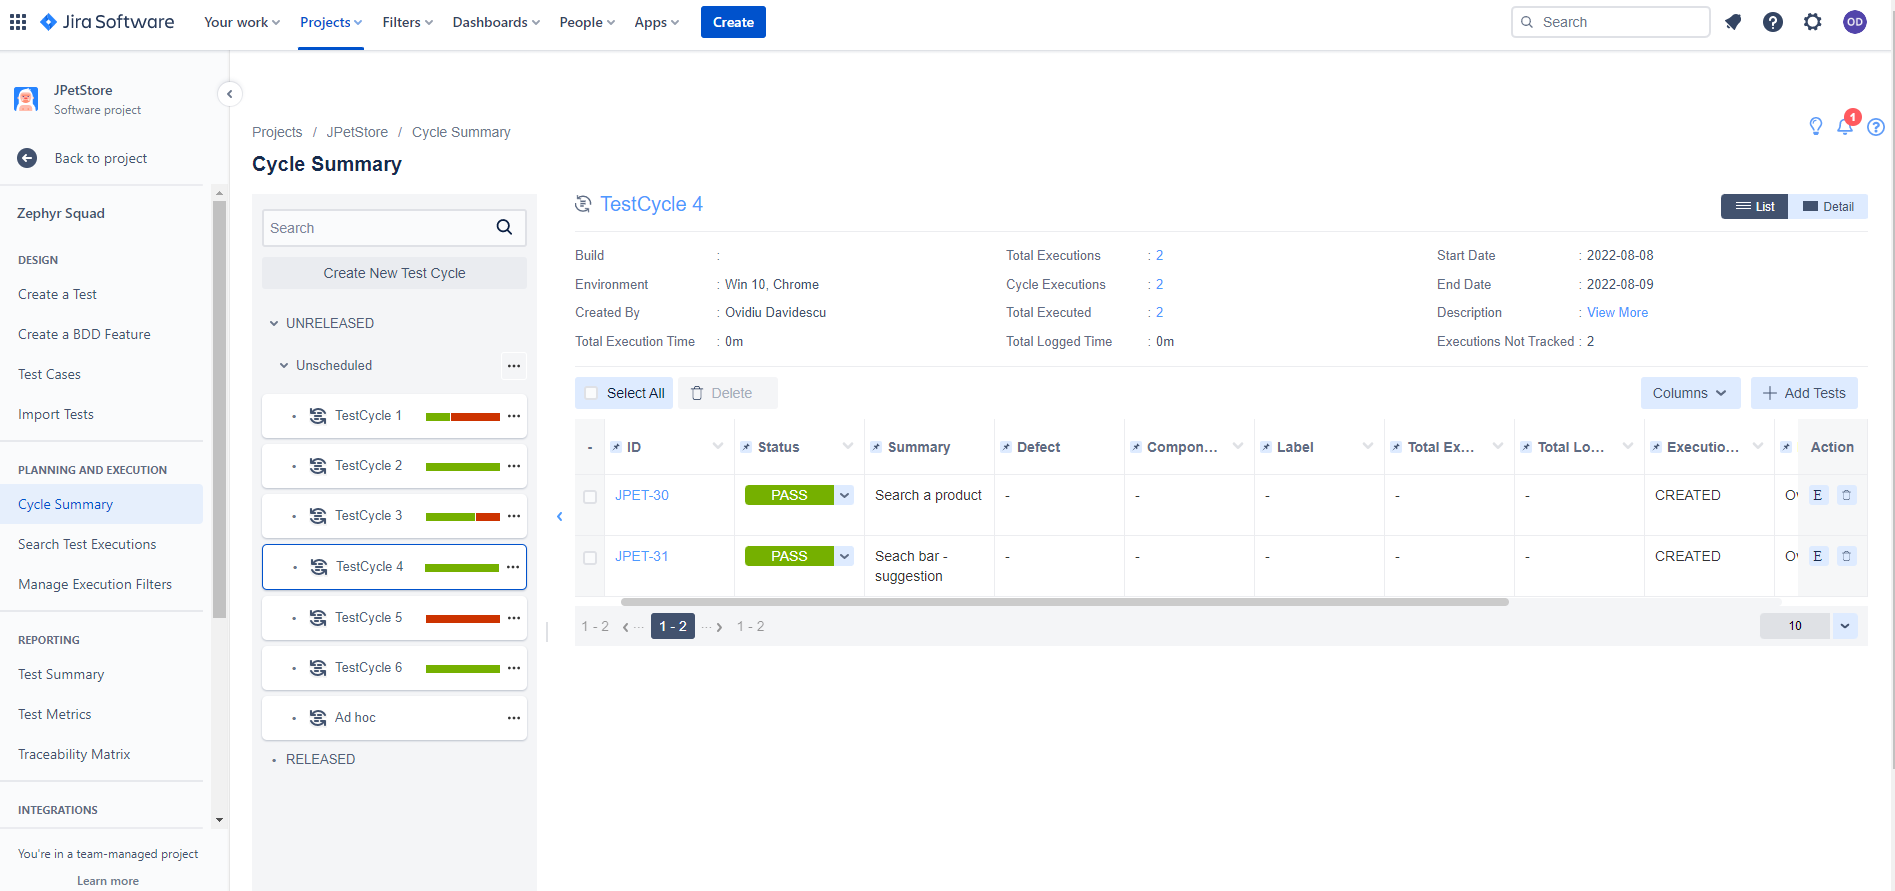 Jira Software
Your work
Projects
Filters
Dashboards
People
Apps
Create
Search
OD
JPetStore
Software project
Back to project
Zephyr Squad
DESIGN
Create a Test
Create a BDD Feature
Test Cases
Import Tests
PLANNING AND EXECUTION
Cycle Summary
Search Test Executions
Manage Execution Filters
REPORTING
Test Summary
Test Metrics
Traceability Matrix
INTEGRATIONS
You're in a team-managed project
Learn more
Projects / JPetStore / Cycle Summary
1
Cycle Summary
Search
Create New Test Cycle
UNRELEASED
Unscheduled
TestCycle 1
TestCycle 2
TestCycle 3
TestCycle 4
TestCycle 5
TestCycle 6
Ad hoc
RELEASED
TestCycle 4
List
Detail
Build :
Total Executions : 2
Start Date : 2022-08-08
Environment : Win 10, Chrome
Cycle Executions : 2
End Date : 2022-08-09
Created By : Ovidiu Davidescu
Total Executed : 2
Description : View More
Total Execution Time : 0m
Total Logged Time : 0m
Executions Not Tracked : 2
Select All
Delete
Columns
Add Tests
- ID Status Summary Defect Compon... Label Total Ex... Total Lo... Executio... Action
JPET-30 PASS Search a product - - - - - CREATED E
JPET-31 PASS Seach bar - - - - - - CREATED E
suggestion
1 - 2 ‹ ... 1 - 2 ... › 1 - 2
10